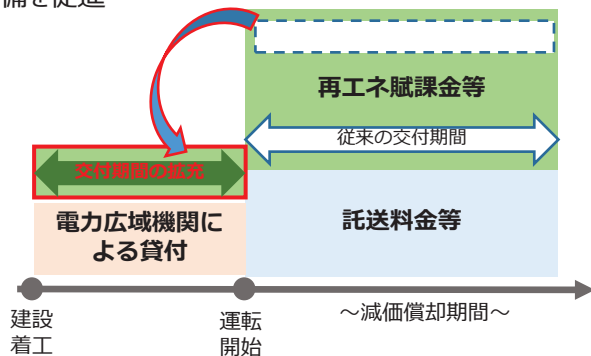 備を促進
再エネ賦課金等
従来の交付期間
交付期間の拡充
電力広域機関に
よる貸付
託送料金等
建設
着工
運転
開始
～減価償却期間～